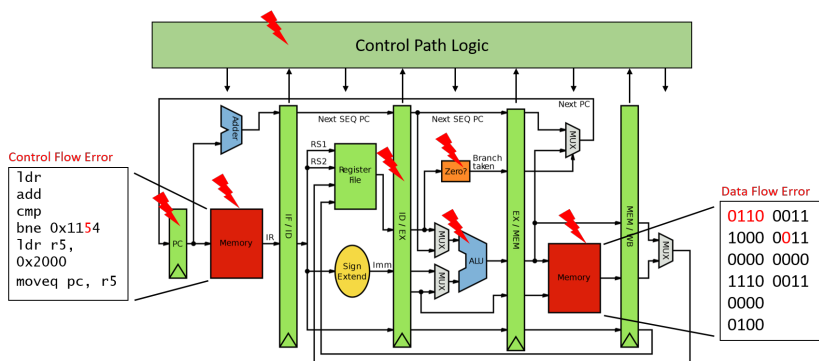 Control Path Logic
Next PC
Adder
Next SEQ PC
Next SEQ PC
MUX
Control Flow Error
ldr
add
cmp
bne 0x1154
ldr r5,
0x2000
moveq pc, r5
PC
Memory
IR
IF / ID
RS1
RS2
Register
File
Sign
Extend
Imm
ID / EX
Zero?
Branch
taken
MUX
MUX
ALU
EX / MEM
Memory
MEM / WB
MUX
Data Flow Error
0110 0011
1000 0011
0000 0000
1110 0011
0000
0100